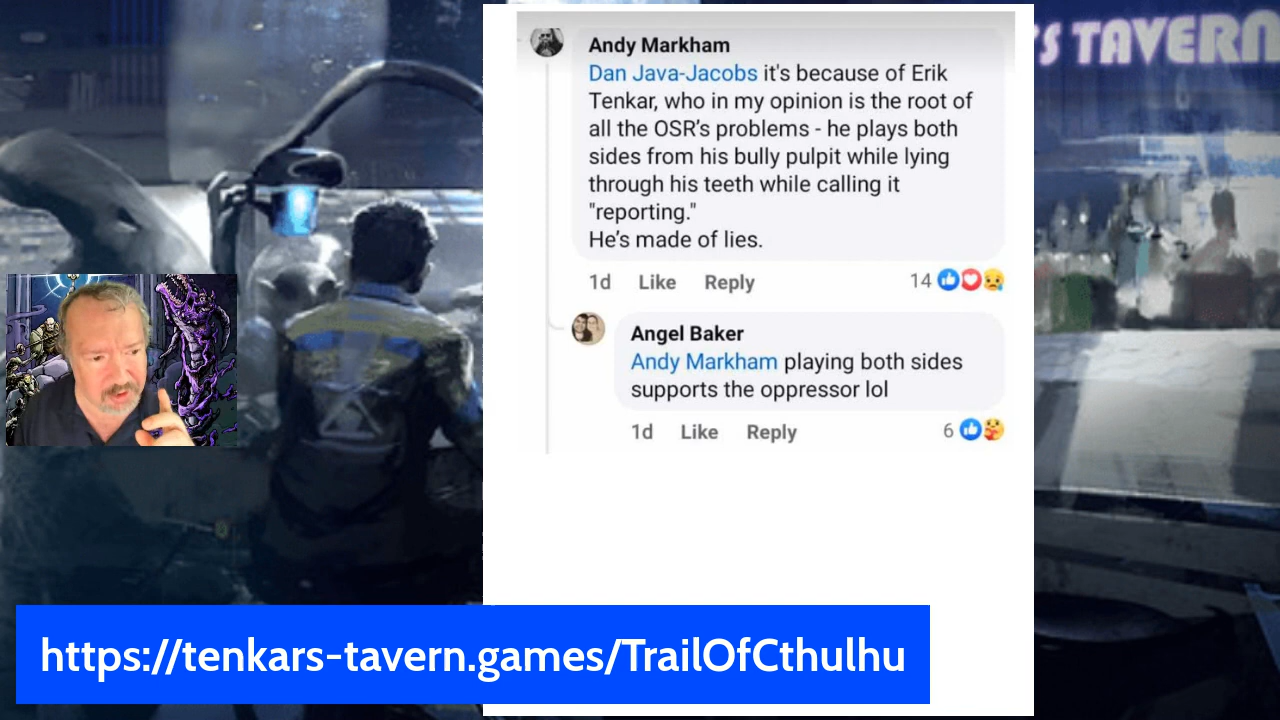 'S TAVERN
Andy Markham
Dan Java-Jacobs it's because of Erik
Tenkar, who in my opinion is the root of
all the OSR’s problems - he plays both
sides from his bully pulpit while lying
through his teeth while calling it
"reporting."
He’s made of lies.
1d Like Reply 14
Angel Baker
Andy Markham playing both sides
supports the oppressor lol
1d Like Reply 6
https://tenkars-tavern.games/TrailOfCthulhu